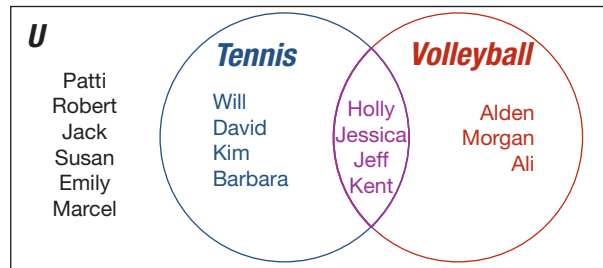 U
Tennis
Volleyball
Patti
Robert
Jack
Susan
Emily
Marcel
Will
David
Kim
Barbara
Holly
Jessica
Jeff
Kent
Alden
Morgan
Ali